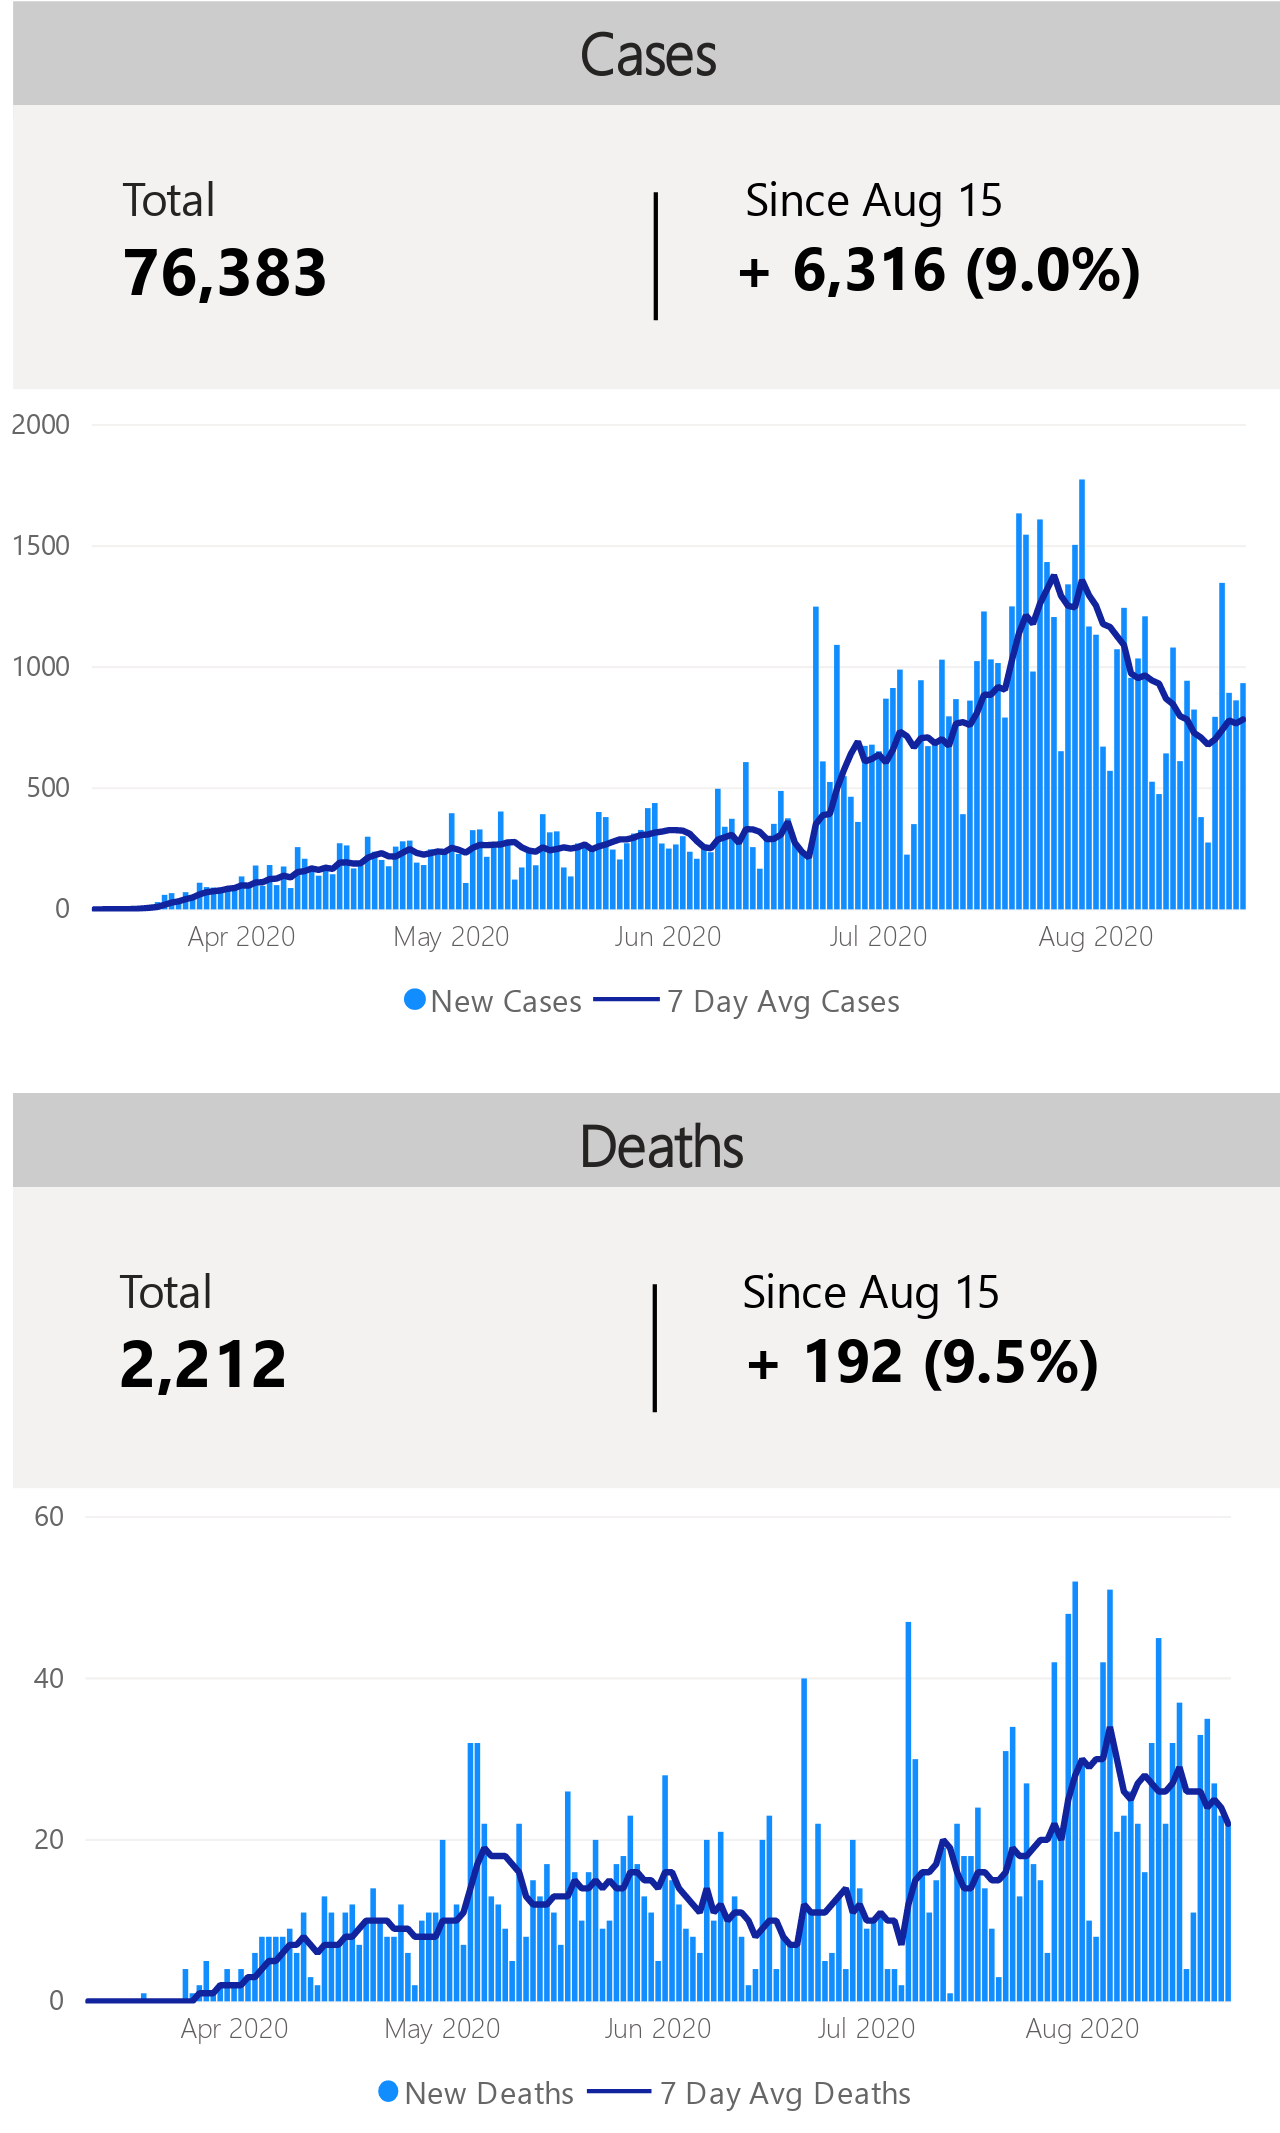 Cases
Total
Since Aug 15
76,383
+ 6,316 (9.0%)
2000
1500
1000
500
0
Apr 2020
May 2020
Jun 2020
Jul 2020
Aug 2020
New Cases
7 Day Avg Cases
Deaths
Total
Since Aug 15
2,212
+ 192 (9.5%)
60
40
20
0
Apr 2020
May 2020
Jun 2020
Jul 2020
Aug 2020
New Deaths
7 Day Avg Deaths